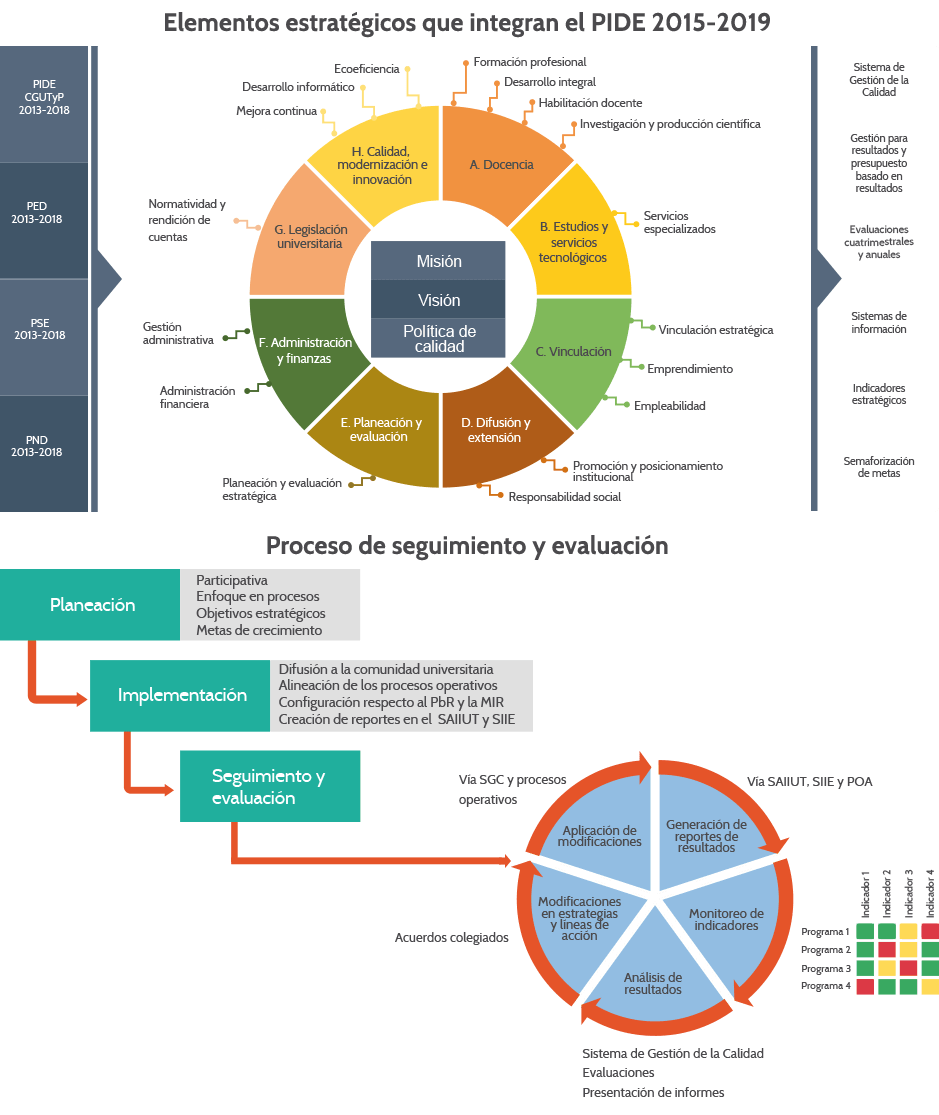 Elementos estratégicos que integran el PIDE 2015-2019
PIDE
CGUTyP
2013-2018
PED
2013-2018
PSE
2013-2018
PND
2013-2018
Ecoeficiencia
Desarrollo informático
Mejora continua
Formación profesional
Desarrollo integral
Habilitación docente
Investigación y producción científica
H. Calidad,
modernización e
innovación
A. Docencia
Normatividad y
rendición de
cuentas
G. Legislación
universitaria
B. Estudios y
servicios
tecnológicos
Servicios
especializados
Misión
Visión
Política de
calidad
Gestión
administrativa
Administración
financiera
F. Administración
y finanzas
C. Vinculación
Vinculación estratégica
Emprendimiento
Empleabilidad
E. Planeación y
evaluación
D. Difusión y
extensión
Planeación y evaluación
estratégica
Promoción y posicionamiento
institucional
Responsabilidad social
Sistema de
Gestión de la
Calidad
Gestión para
resultados y
presupuesto
basado en
resultados
Evaluaciones
cuatrimestrales
y anuales
Sistemas de
información
Indicadores
estratégicos
Semaforización
de metas
Proceso de seguimiento y evaluación
Planeación
Participativa
Enfoque en procesos
Objetivos estratégicos
Metas de crecimiento
Implementación
Difusión a la comunidad universitaria
Alineación de los procesos operativos
Configuración respecto al PbR y la MIR
Creación de reportes en el SAIIUT y SIIE
Seguimiento y
evaluación
Vía SGC y procesos
operativos
Vía SAIIUT, SIIE y POA
Aplicación de
modificaciones
Generación de
reportes de
resultados
Modificaciones
en estrategias
y líneas de
acción
Monitoreo de
indicadores
Análisis de
resultados
Acuerdos colegiados
Indicador 1
Indicador 2
Indicador 3
Indicador 4
Programa 1
Programa 2
Programa 3
Programa 4
Sistema de Gestión de la Calidad
Evaluaciones
Presentación de informes